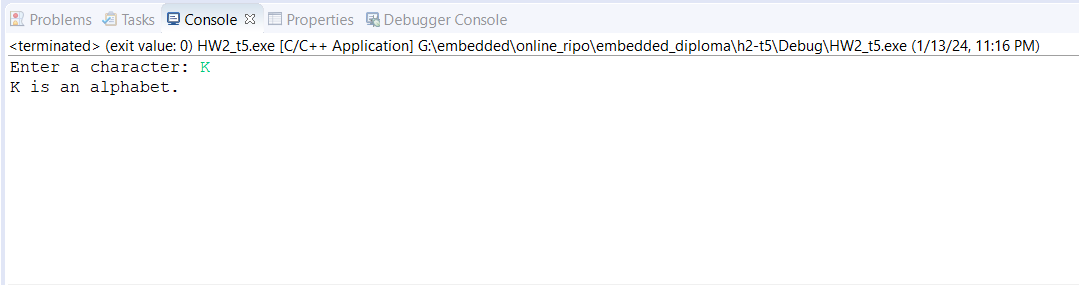 Problems Tasks Console Properties Debugger Console
<terminated> (exit value: 0) HW2_t5.exe [C/C++ Application] G:\embedded\online_ripo\embedded_diploma\h2-t5\Debug\HW2_t5.exe (1/13/24, 11:16 PM)
Enter a character: K
K is an alphabet.